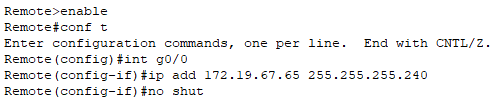 Remote>enable
Remote#conf t
Enter configuration commands, one per line.  End with CNTL/Z.
Remote(config)#int g0/0
Remote(config-if)#ip add 172.19.67.65 255.255.255.240
Remote(config-if)#no shut